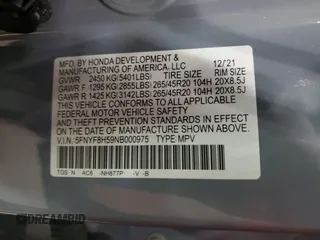 MFD. BY HONDA DEVELOPMENT &
MANUFACTURING OF AMERICA, LLC 12/21
GVWR 2450 KG(5401LBS) TIRE SIZE RIM SIZE
GAWR F 1295 KG(2855LBS)265/45R20 104H 20X8.5J
GAWR R 1425 KG(3142LBS)265/45R20 104H 20X8.5J
THIS VEHICLE CONFORMS TO ALL APPLICABLE
FEDERAL MOTOR VEHICLE SAFETY AND BUMPER
STANDARDS IN EFFECT ON THE DATE OF
MANUFACTURE SHOWN ABOVE.
V.I.N. 5FNYF8H59NB000975 TYPE MPV
TGS N AC6 -NH877P -V -B
AUTOBIDMASTER